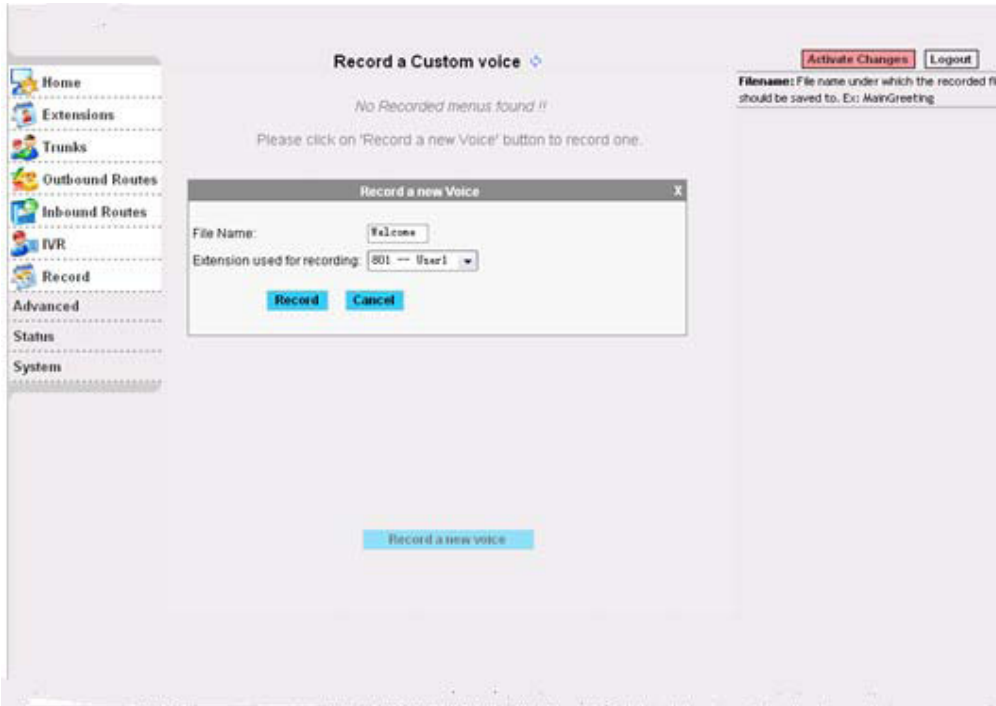 Record a Custom voice
Activate Changes
Logout
Filename: File name under which the recorded fi
should be saved to. Ex: MainGreeting
Home
Extensions
Trunks
Outbound Routes
Inbound Routes
IVR
Record
Advanced
Status
System
No Recorded menus found !!
Please click on 'Record a new Voice' button to record one.
Record a new Voice
X
File Name:
Welcome
Extension used for recording:
801 -- User1
Record
Cancel
Record a new voice